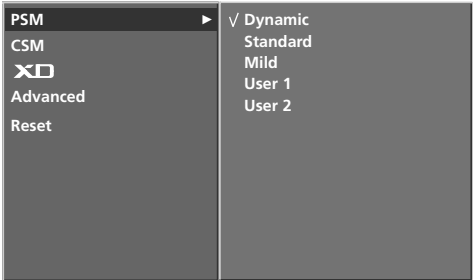 PSM ▶
CSM
XD
Advanced
Reset
√ Dynamic
Standard
Mild
User 1
User 2